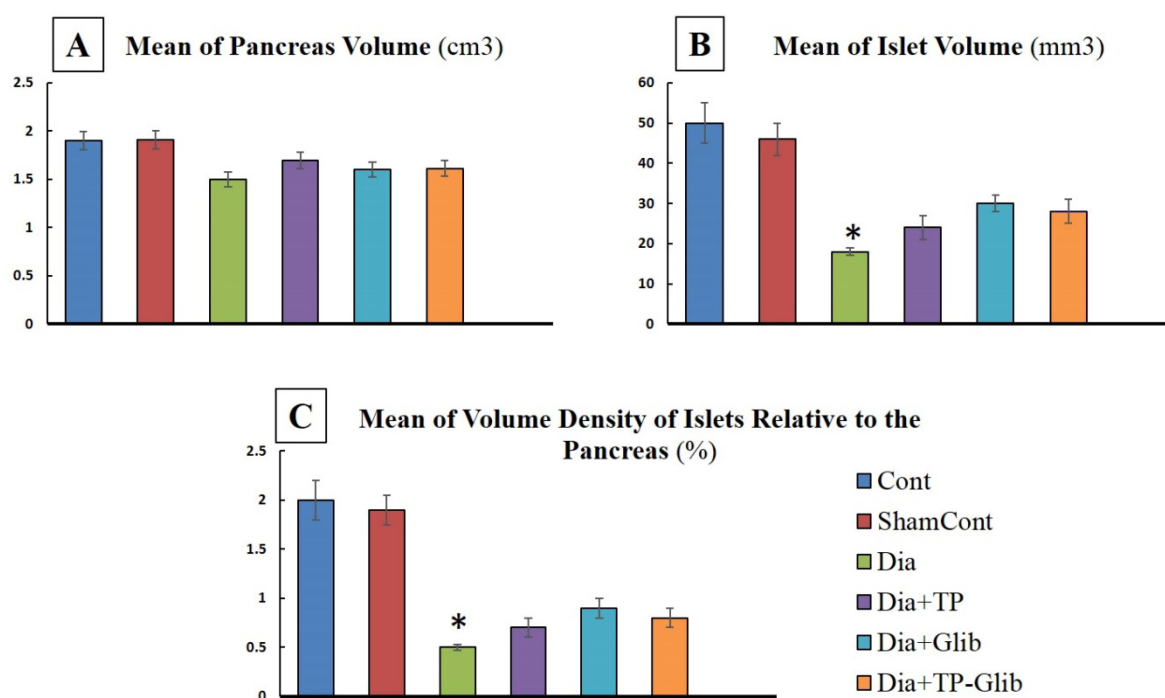 A
Mean of Pancreas Volume (cm3)
2.5
2
1.5
1
0.5
0
B
Mean of Islet Volume (mm3)
60
50
40
30
20
10
0
*
C
Mean of Volume Density of Islets Relative to the
Pancreas (%)
2.5
2
1.5
1
0.5
0
*
Cont
ShamCont
Dia
Dia+TP
Dia+Glib
Dia+TP-Glib